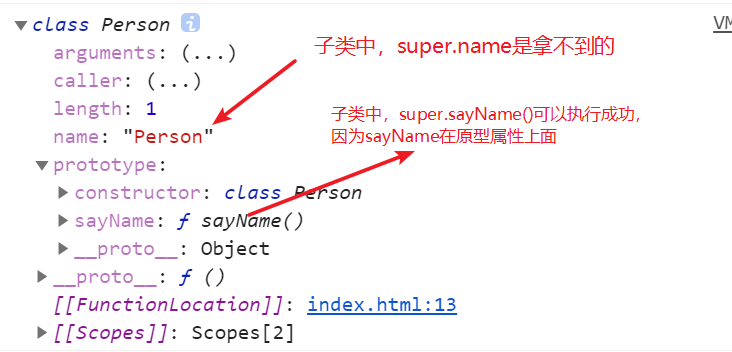 VM
class Person i
arguments: (...)
子类中，super.name是拿不到的
caller: (...)
length: 1
name: "Person"
子类中，super.sayName()可以执行成功，
因为sayName在原型属性上面
prototype:
constructor: class Person
sayName: ƒ sayName()
__proto__: Object
__proto__: ƒ ()
[[FunctionLocation]]: index.html:13
[[Scopes]]: Scopes[2]